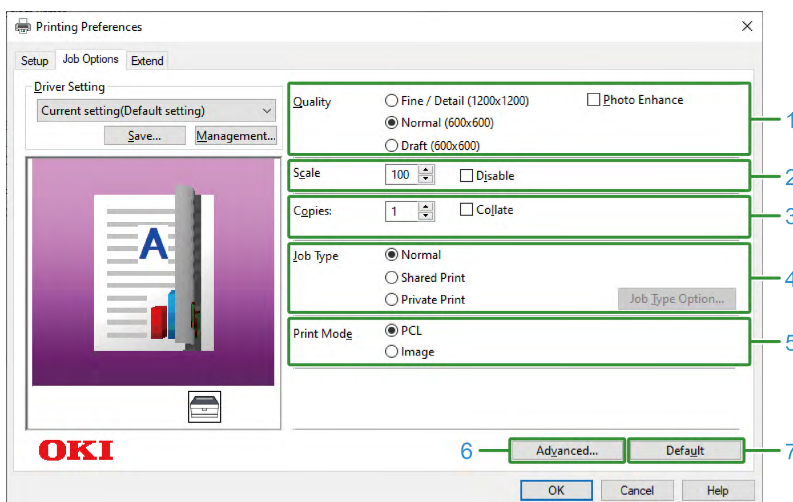 Printing Preferences
Setup Job Options Extend
Driver Setting
Current setting(Default setting)
Save... Management...
A
OKI
Quality Fine / Detail (1200x1200) Photo Enhance
Normal (600x600)
Draft (600x600)
1
Scale 100 Disable
2
Copies: 1 Collate
3
Job Type Normal
Shared Print
Private Print Job Type Option...
4
Print Mode PCL
Image
5
6 Advanced... Default 7
OK Cancel Help